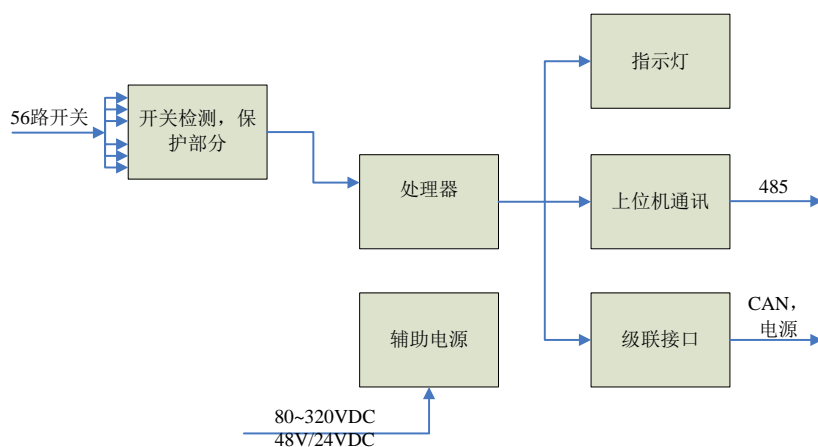 56路开关
开关检测，保
护部分
处理器
指示灯
上位机通讯
485
级联接口
CAN，
电源
辅助电源
80~320VDC
48V/24VDC